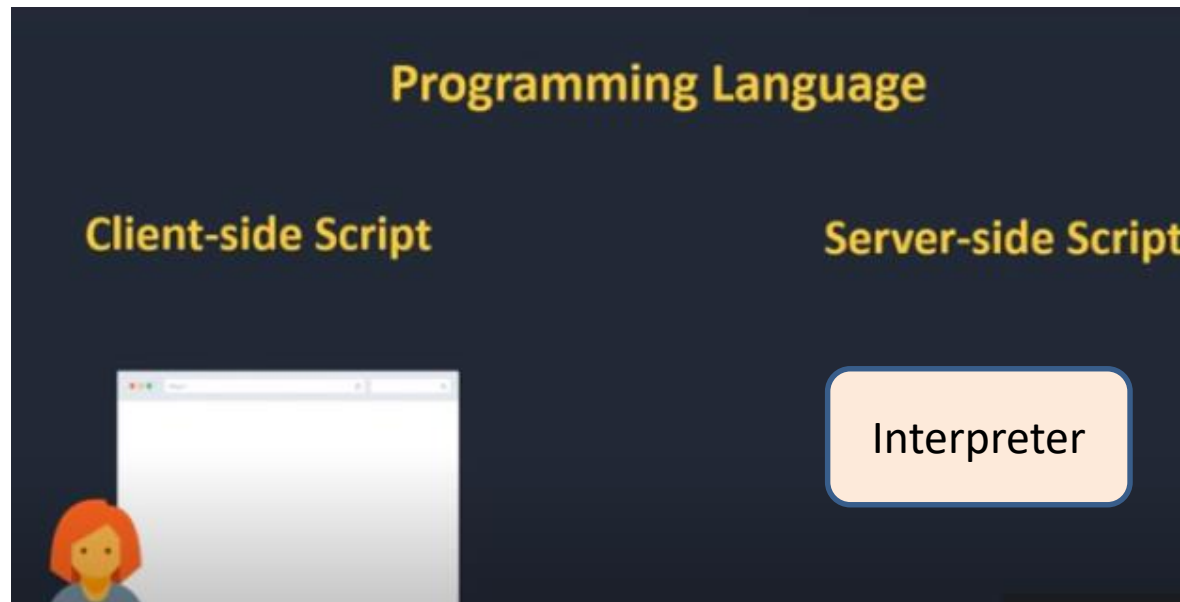 Programming Language
Client-side Script
Server-side Script
Interpreter